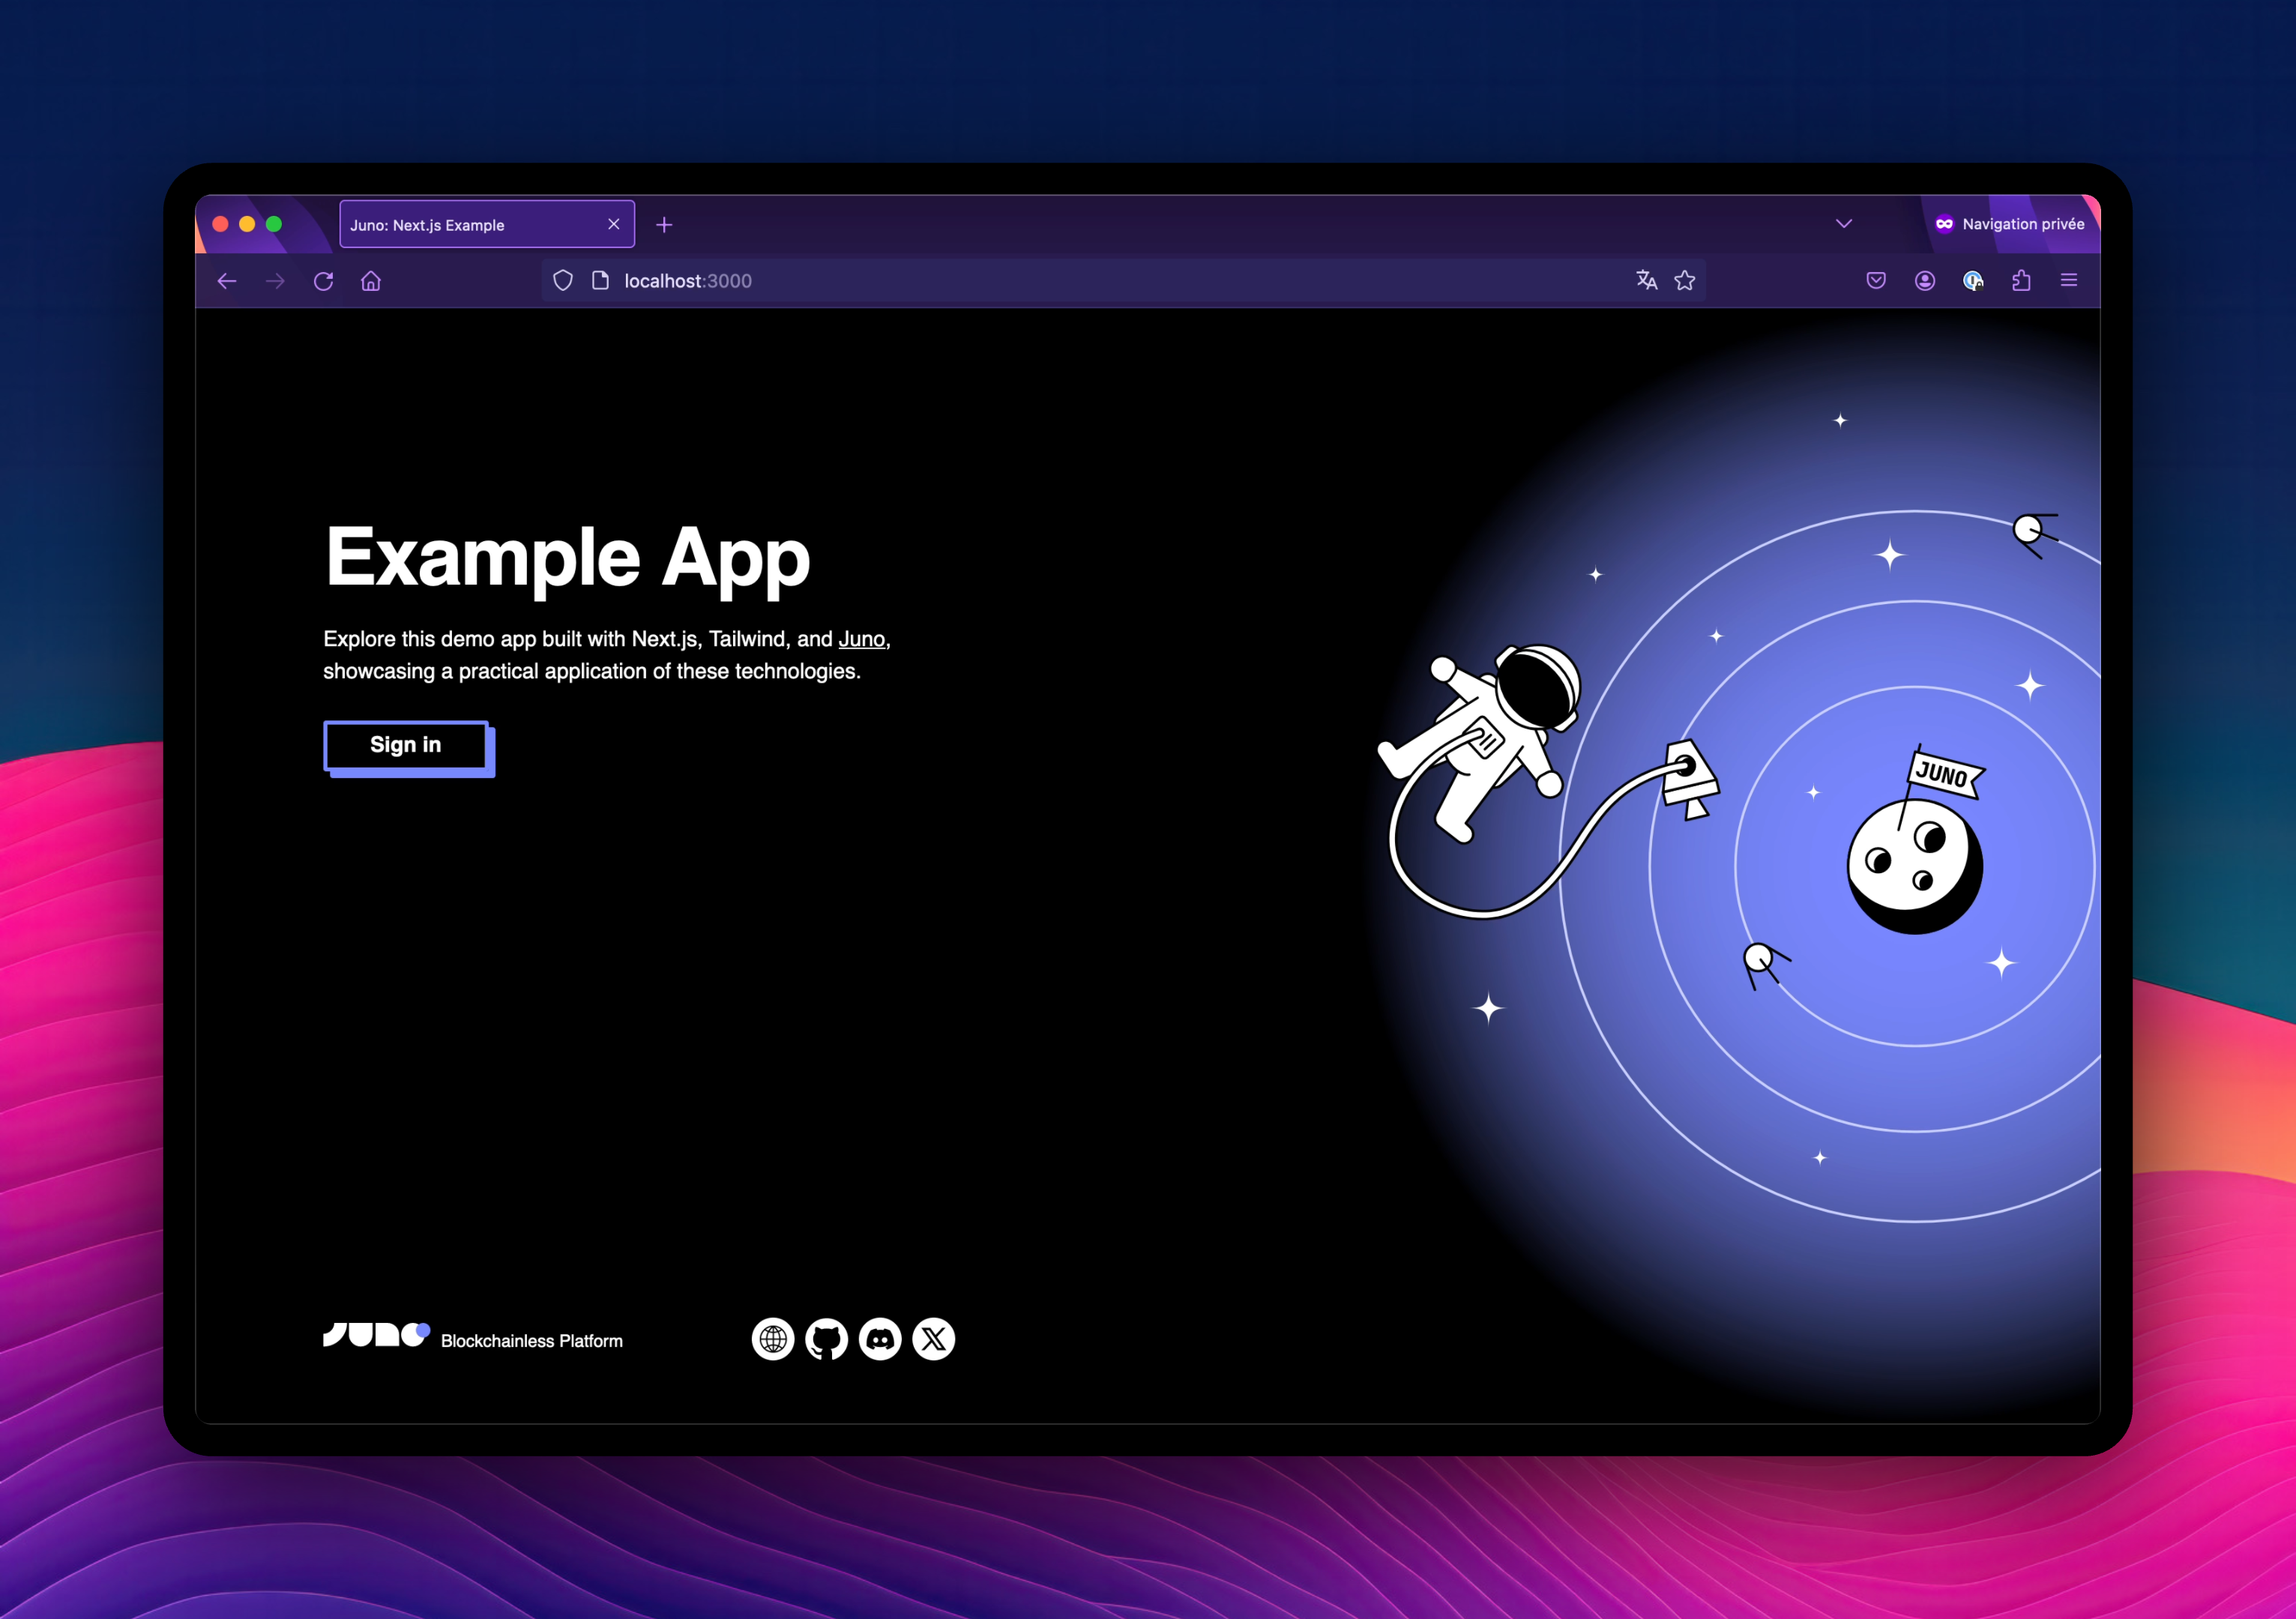 Juno: Next.js Example
Navigation privée
localhost:3000
Example App
Explore this demo app built with Next.js, Tailwind, and Juno,
showcasing a practical application of these technologies.
Sign in
JUNO
JUNO Blockchainless Platform